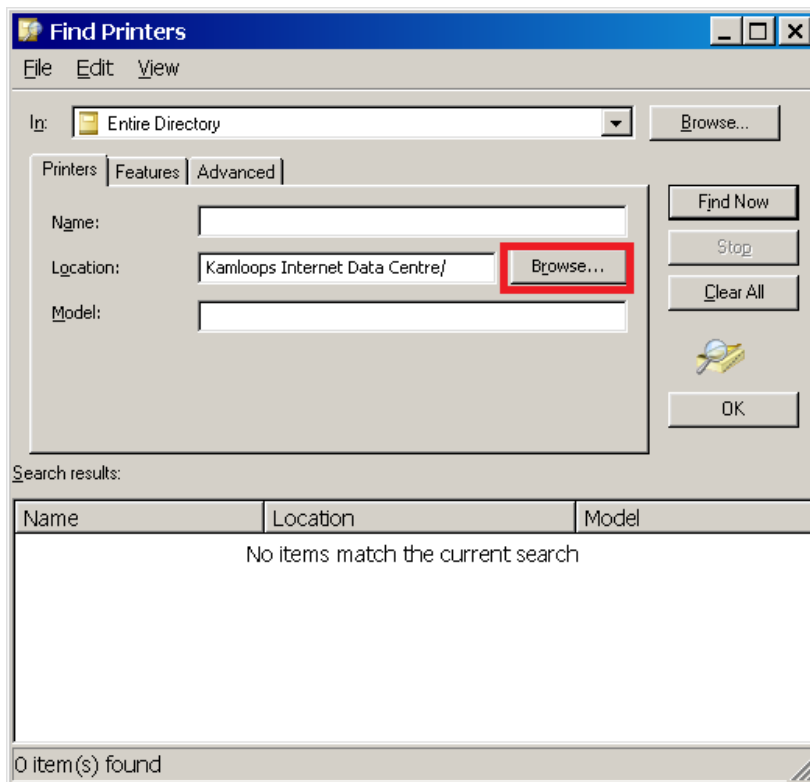 Find Printers
File Edit View
In: Entire Directory Browse...
Printers Features Advanced
Name:
Location: Kamloops Internet Data Centre/ Browse...
Model:
Find Now
Stop
Clear All
OK
Search results:
Name Location Model
No items match the current search
0 item(s) found